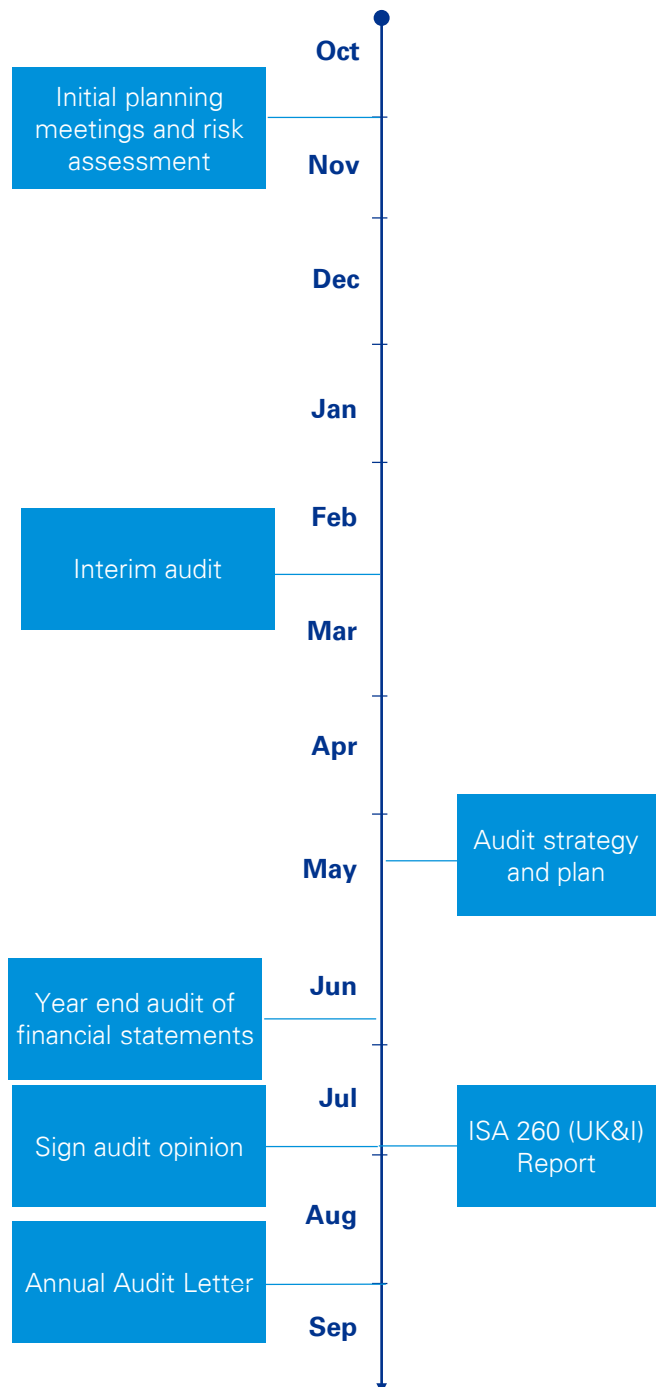 Oct
Initial planning
meetings and risk
assessment
Nov
Dec
Jan
Feb
Interim audit
Mar
Apr
Audit strategy
and plan
May
Jun
Year end audit of
financial statements
Jul
Sign audit opinion
ISA 260 (UK&I)
Report
Aug
Annual Audit Letter
Sep